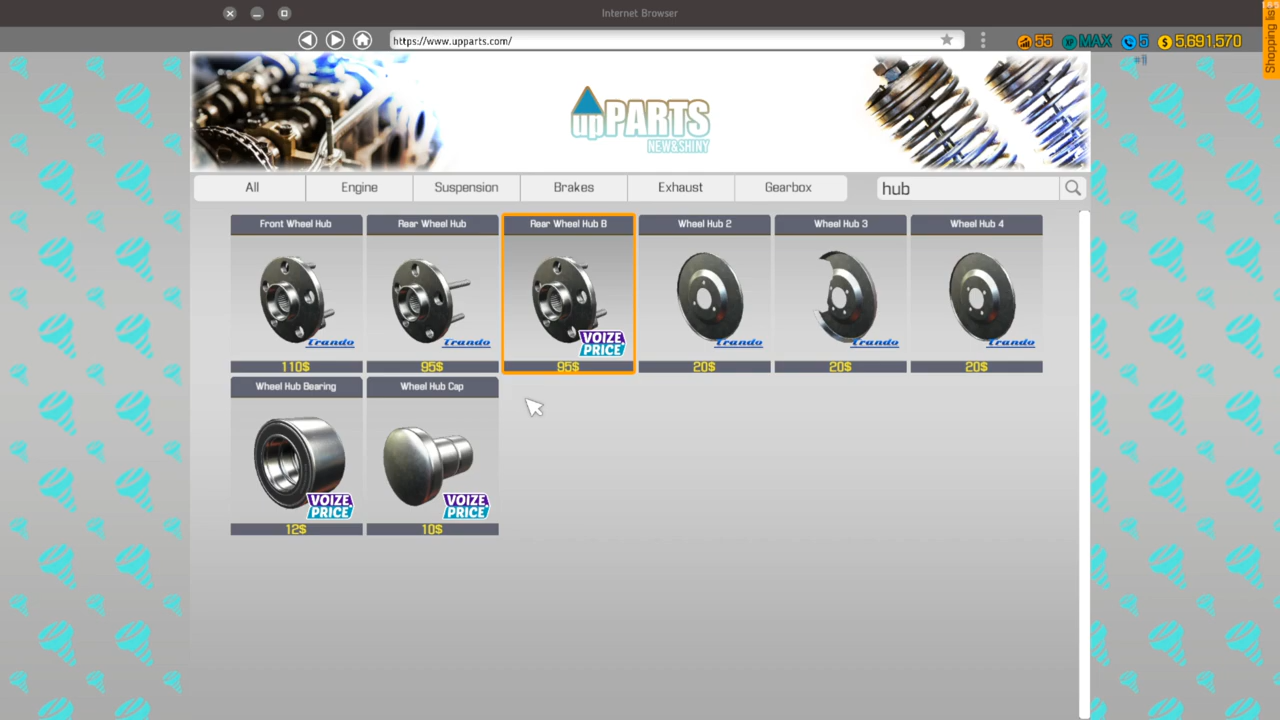 Internet Browser
https://www.upparts.com/
55 XP MAX 5 $ 5,691,570
Shopping list
upPARTS
NEW&SHINY
All Engine Suspension Brakes Exhaust Gearbox hub
Front Wheel Hub Rear Wheel Hub Rear Wheel Hub B Wheel Hub 2 Wheel Hub 3 Wheel Hub 4
Trando Trando VOIZE PRICE Trando Trando Trando
110$ 95$ 95$ 20$ 20$ 20$
Wheel Hub Bearing Wheel Hub Cap
VOIZE PRICE VOIZE PRICE
12$ 10$